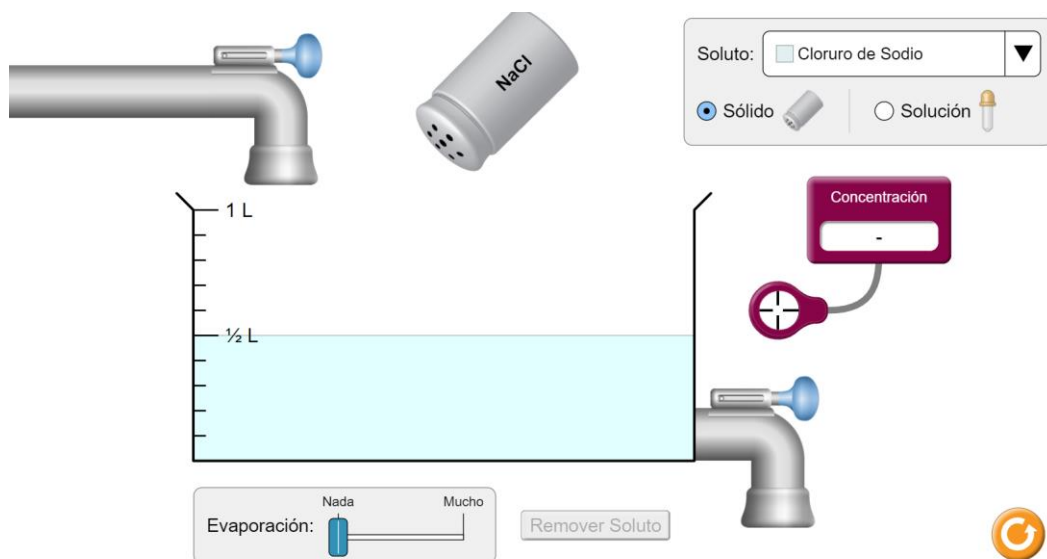 NaCl
Soluto: Cloruro de Sodio
Sólido Solución
Concentración
-
1 L
½ L
Nada Mucho
Evaporación:
Remover Soluto